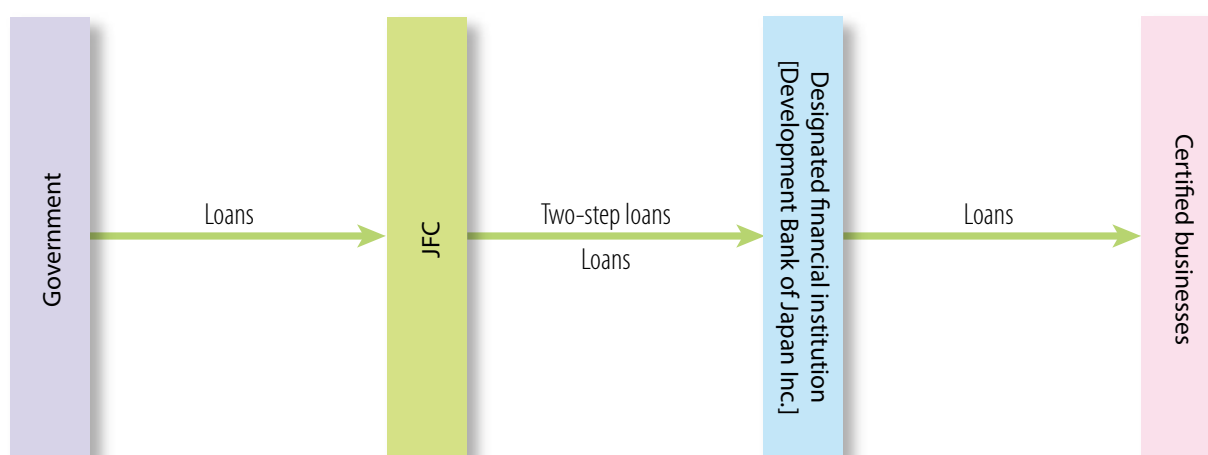 Government
Loans
JFC
Two-step loans
Loans
Designated financial institution
[Development Bank of Japan Inc.]
Loans
Certified businesses